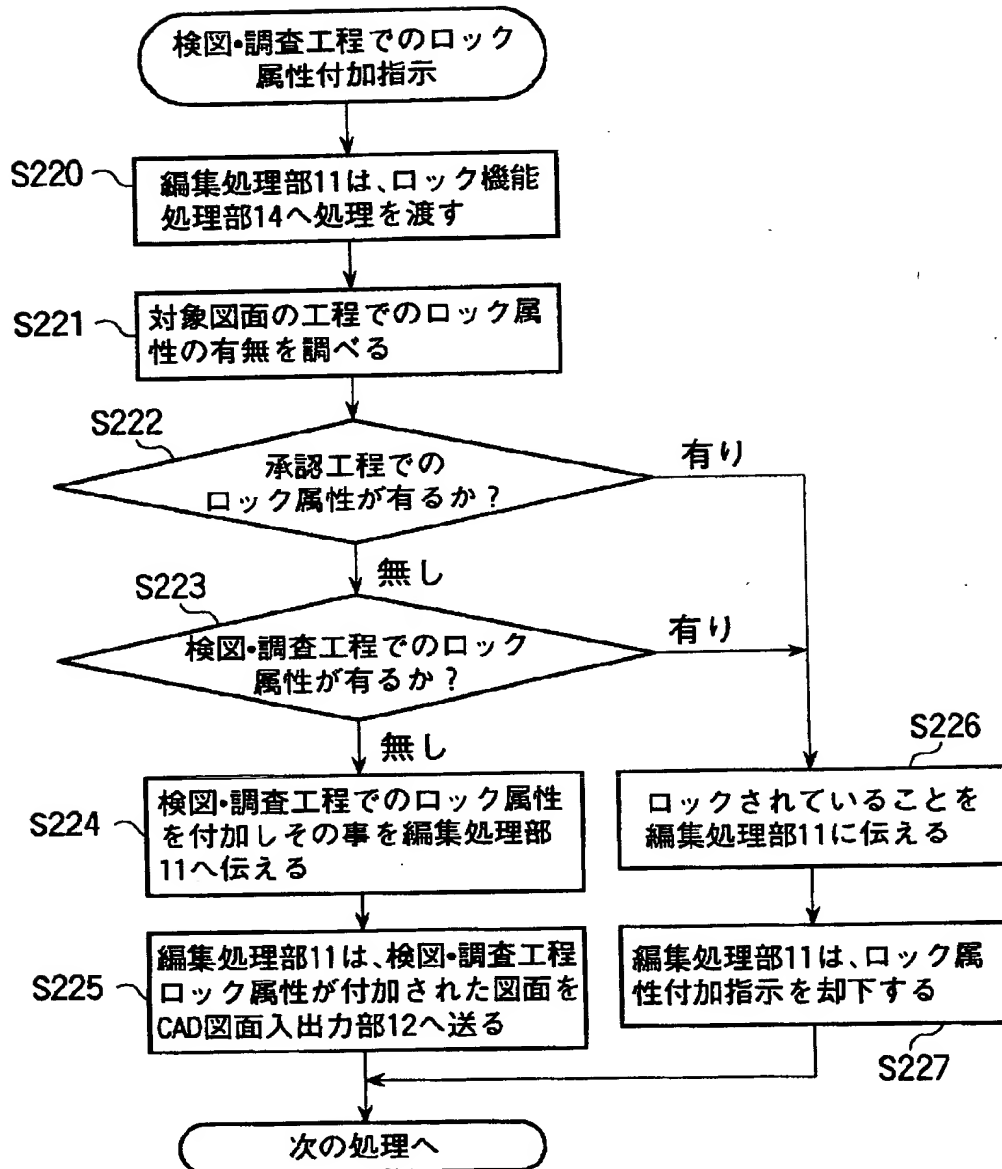 検図・調査工程でのロック
属性付加指示
S220
編集処理部11は、ロック機能
処理部14へ処理を渡す
S221
対象図面の工程でのロック属
性の有無を調べる
S222
承認工程での
ロック属性が有るか？
有り
無し
S223
検図・調査工程でのロック
属性が有るか？
有り
無し
S224
検図・調査工程でのロック属性
を付加しその事を編集処理部
11へ伝える
S226
ロックされていることを
編集処理部11に伝える
S225
編集処理部11は、検図・調査工程
ロック属性が付加された図面を
CAD図面入出力部12へ送る
編集処理部11は、ロック属
性付加指示を却下する
S227
次の処理へ